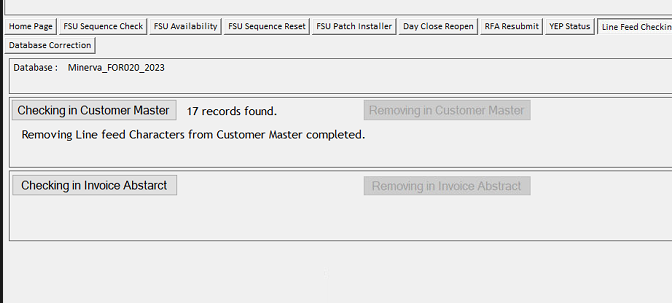 Home Page FSU Sequence Check FSU Availability FSU Sequence Reset FSU Patch Installer Day Close Reopen RFA Resubmit YEP Status Line Feed Checkin
Database Correction
Database : Minerva_FOR020_2023
Checking in Customer Master 17 records found. Removing in Customer Master
Removing Line feed Characters from Customer Master completed.
Checking in Invoice Abstarct Removing in Invoice Abstract